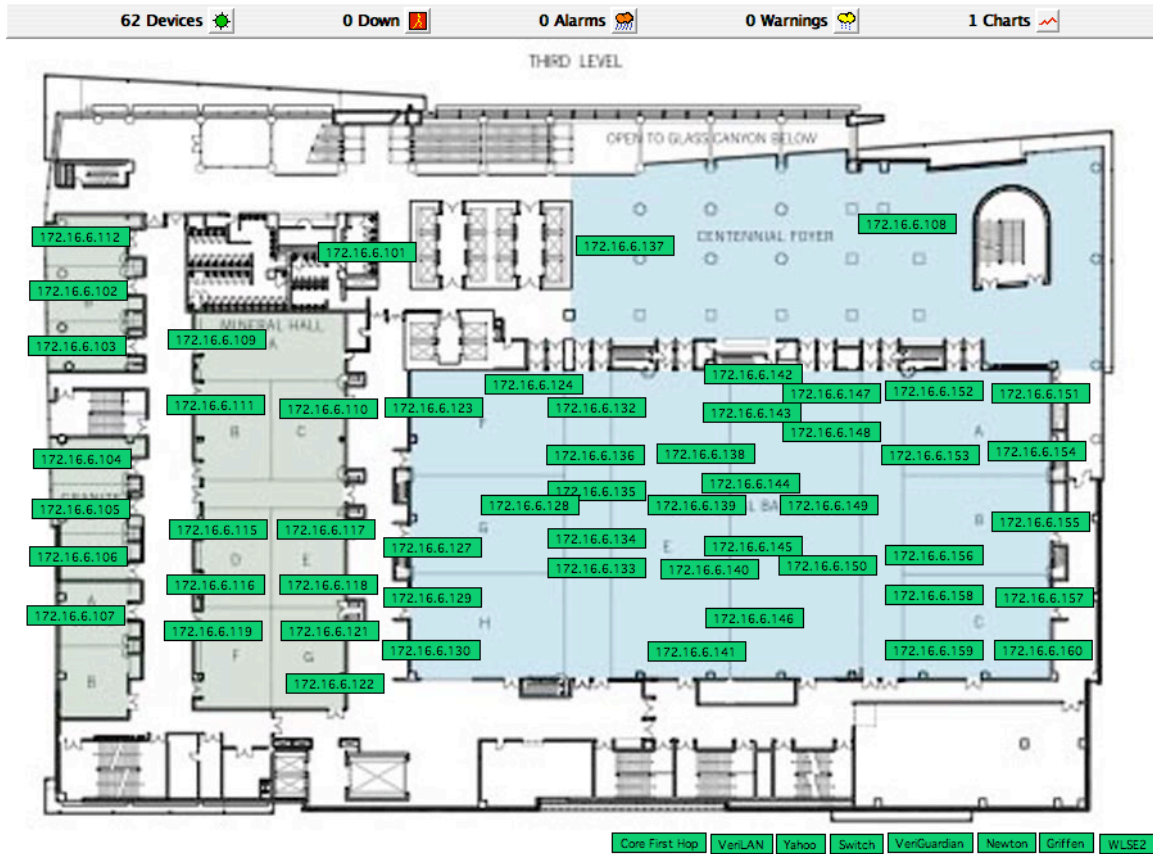 62 Devices 0 Down 0 Alarms 0 Warnings 1 Charts
THIRD LEVEL
OPEN TO GLASS CANYON BELOW
172.16.6.112
172.16.6.101
172.16.6.137
CENTENNIAL FOYER
172.16.6.108
172.16.6.102
B
172.16.6.103
MINERAL HALL
172.16.6.109
A
172.16.6.142
172.16.6.124
172.16.6.147
172.16.6.152
172.16.6.151
172.16.6.111
172.16.6.110
172.16.6.123
172.16.6.132
172.16.6.143
F
B
C
172.16.6.148
A
172.16.6.104
172.16.6.136
172.16.6.138
172.16.6.153
172.16.6.154
172.16.6.144
172.16.6.135
GRANITE
172.16.6.105
172.16.6.128
172.16.6.139
L BA
172.16.6.149
172.16.6.115
172.16.6.117
G
B
172.16.6.155
172.16.6.106
D
E
172.16.6.127
172.16.6.134
E
172.16.6.145
172.16.6.156
172.16.6.133
172.16.6.140
172.16.6.150
172.16.6.116
172.16.6.118
172.16.6.129
172.16.6.158
172.16.6.157
A
172.16.6.107
172.16.6.119
172.16.6.121
H
172.16.6.146
C
F
G
172.16.6.130
172.16.6.141
172.16.6.159
172.16.6.160
B
172.16.6.122
Core First Hop VeriLAN Yahoo Switch VeriGuardian Newton Griffen WLSE2